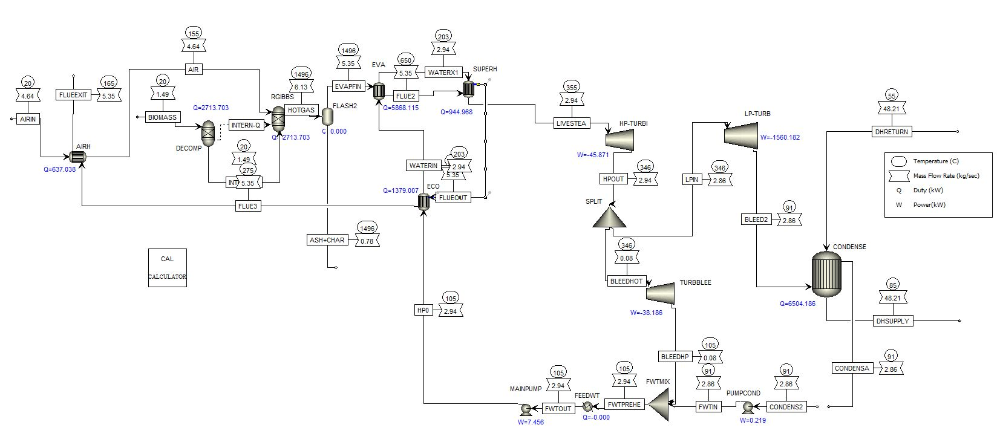 155
4.64
AIR
20
4.64
AIRIN
FLUEEXIT
165
5.35
AIRH
Q=637.038
20
1.49
BIOMASS
Q=2713.703
DECOMP
INTERN-Q
20
1.49
275
INT
5.35
FLUE3
1496
6.13
RGIBBS
HOTGAS
Q=2713.703
FLASH2
Q=0.000
1496
5.35
EVAPFIN
EVA
Q=5868.115
650
5.35
FLUE2
203
2.94
WATERX1
SUPERH
Q=944.968
WATERIN
203
2.94
5.35
ECO
Q=1379.007
FLUEOUT
1496
0.78
ASH+CHAR
CAL
CALCULATOR
HP0
105
2.94
355
2.94
LIVESTEA
HP-TURBI
W=-45.871
HPOUT
346
2.94
SPLIT
346
0.08
BLEEDHOT
TURBBLEE
W=-38.186
LPIN
346
2.86
LP-TURB
W=-1560.182
BLEED2
91
2.86
55
48.21
DHRETURN
Temperature (C)
Mass Flow Rate (kg/sec)
Q Duty (kW)
W Power(kW)
CONDENSE
Q=6504.186
85
48.21
DHSUPPLY
CONDENSA
91
2.86
BLEEDHP
105
0.08
91
2.86
FWTIN
PUMPCOND
W=0.219
91
2.86
CONDENS2
FWTMIX
105
2.94
FWTPREHE
FEEDWT
Q=-0.000
105
2.94
FWTOUT
MAINPUMP
W=7.456